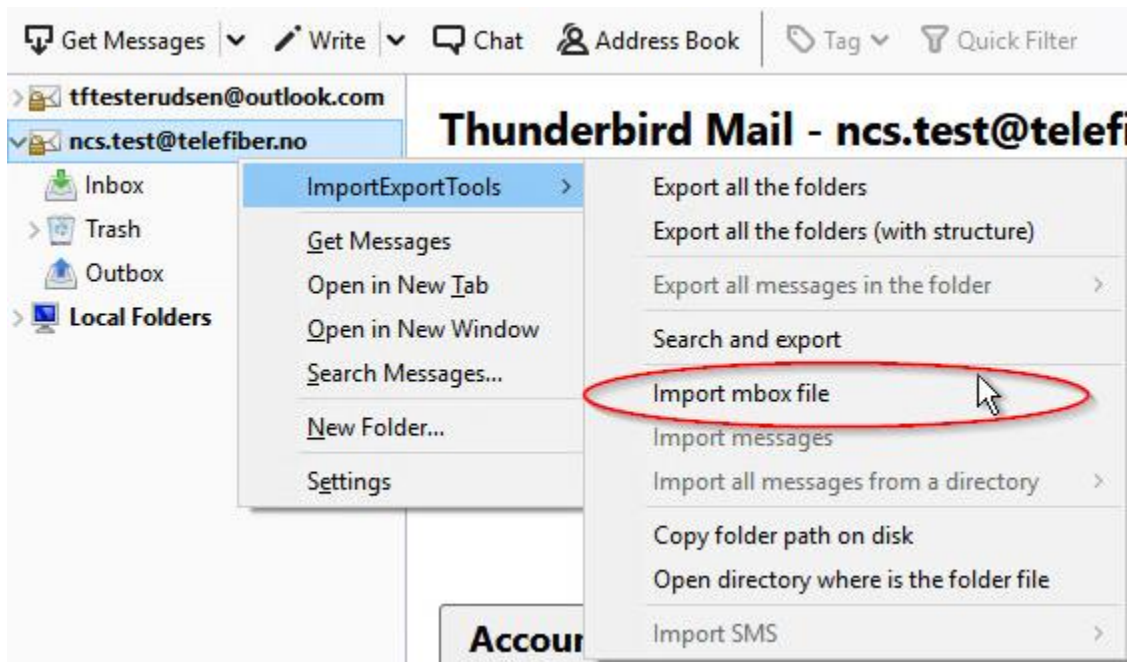 Get Messages Write Chat Address Book Tag Quick Filter
tftesterudsen@outlook.com
ncs.test@telefiber.no
Inbox
Trash
Outbox
Local Folders
Thunderbird Mail - ncs.test@telefi
ImportExportTools
Get Messages
Open in New Tab
Open in New Window
Search Messages...
New Folder...
Settings
Export all the folders
Export all the folders (with structure)
Export all messages in the folder
Search and export
Import mbox file
Import messages
Import all messages from a directory
Copy folder path on disk
Open directory where is the folder file
Import SMS
Accour